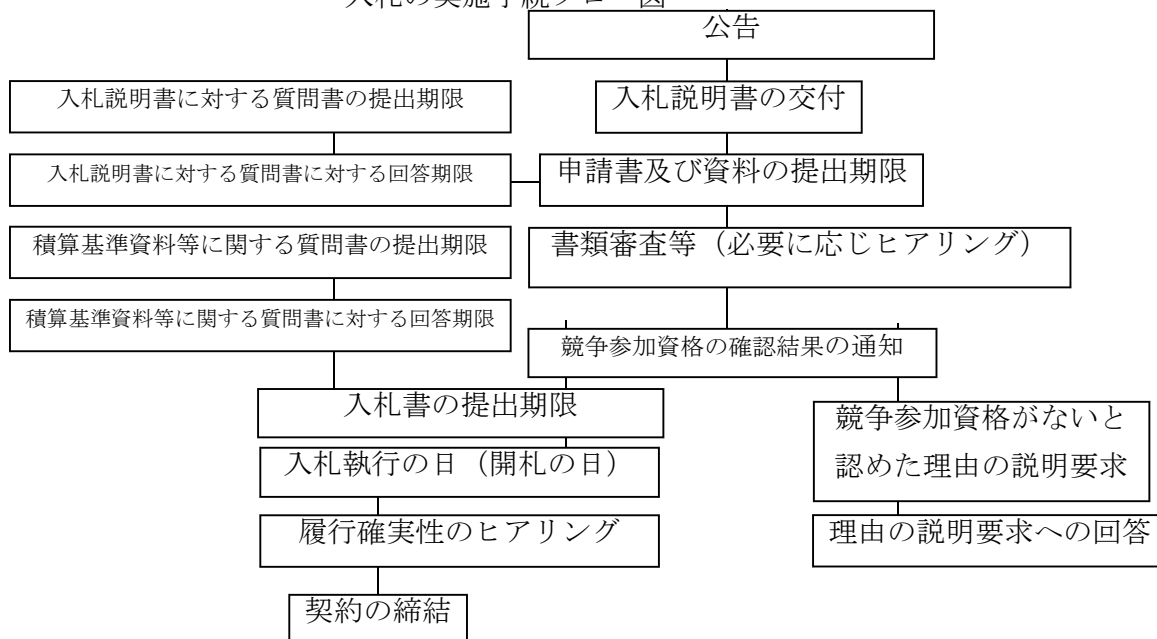 入札の実施手続フロー図
公告
入札説明書に対する質問書の提出期限
入札説明書の交付
入札説明書に対する質問書に対する回答期限
申請書及び資料の提出期限
積算基準資料等に関する質問書の提出期限
書類審査等（必要に応じヒアリング）
積算基準資料等に関する質問書に対する回答期限
競争参加資格の確認結果の通知
入札書の提出期限
競争参加資格がないと
認めた理由の説明要求
入札執行の日（開札の日）
履行確実性のヒアリング
理由の説明要求への回答
契約の締結